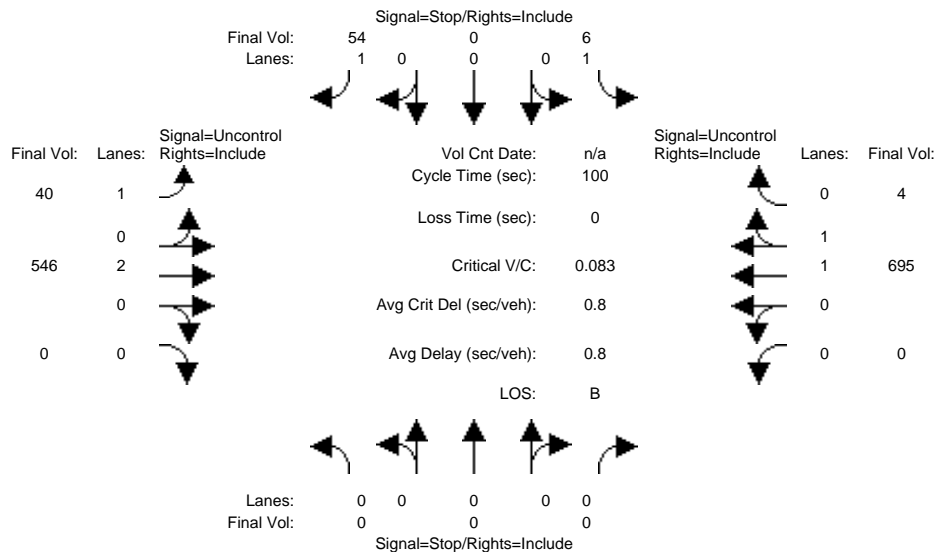 Signal=Stop/Rights=Include
Final Vol: 54 0 6
Lanes: 1 0 0 0 1
Signal=Uncontrol
Final Vol: Lanes: Rights=Include
Vol Cnt Date: n/a
Signal=Uncontrol
Rights=Include Lanes: Final Vol:
Cycle Time (sec): 100
40 1
0 4
Loss Time (sec): 0
0
1
546 2
Critical V/C: 0.083
1 695
0
Avg Crit Del (sec/veh): 0.8
0
0 0
Avg Delay (sec/veh): 0.8
0 0
LOS: B
Lanes: 0 0 0 0 0
Final Vol: 0 0 0
Signal=Stop/Rights=Include